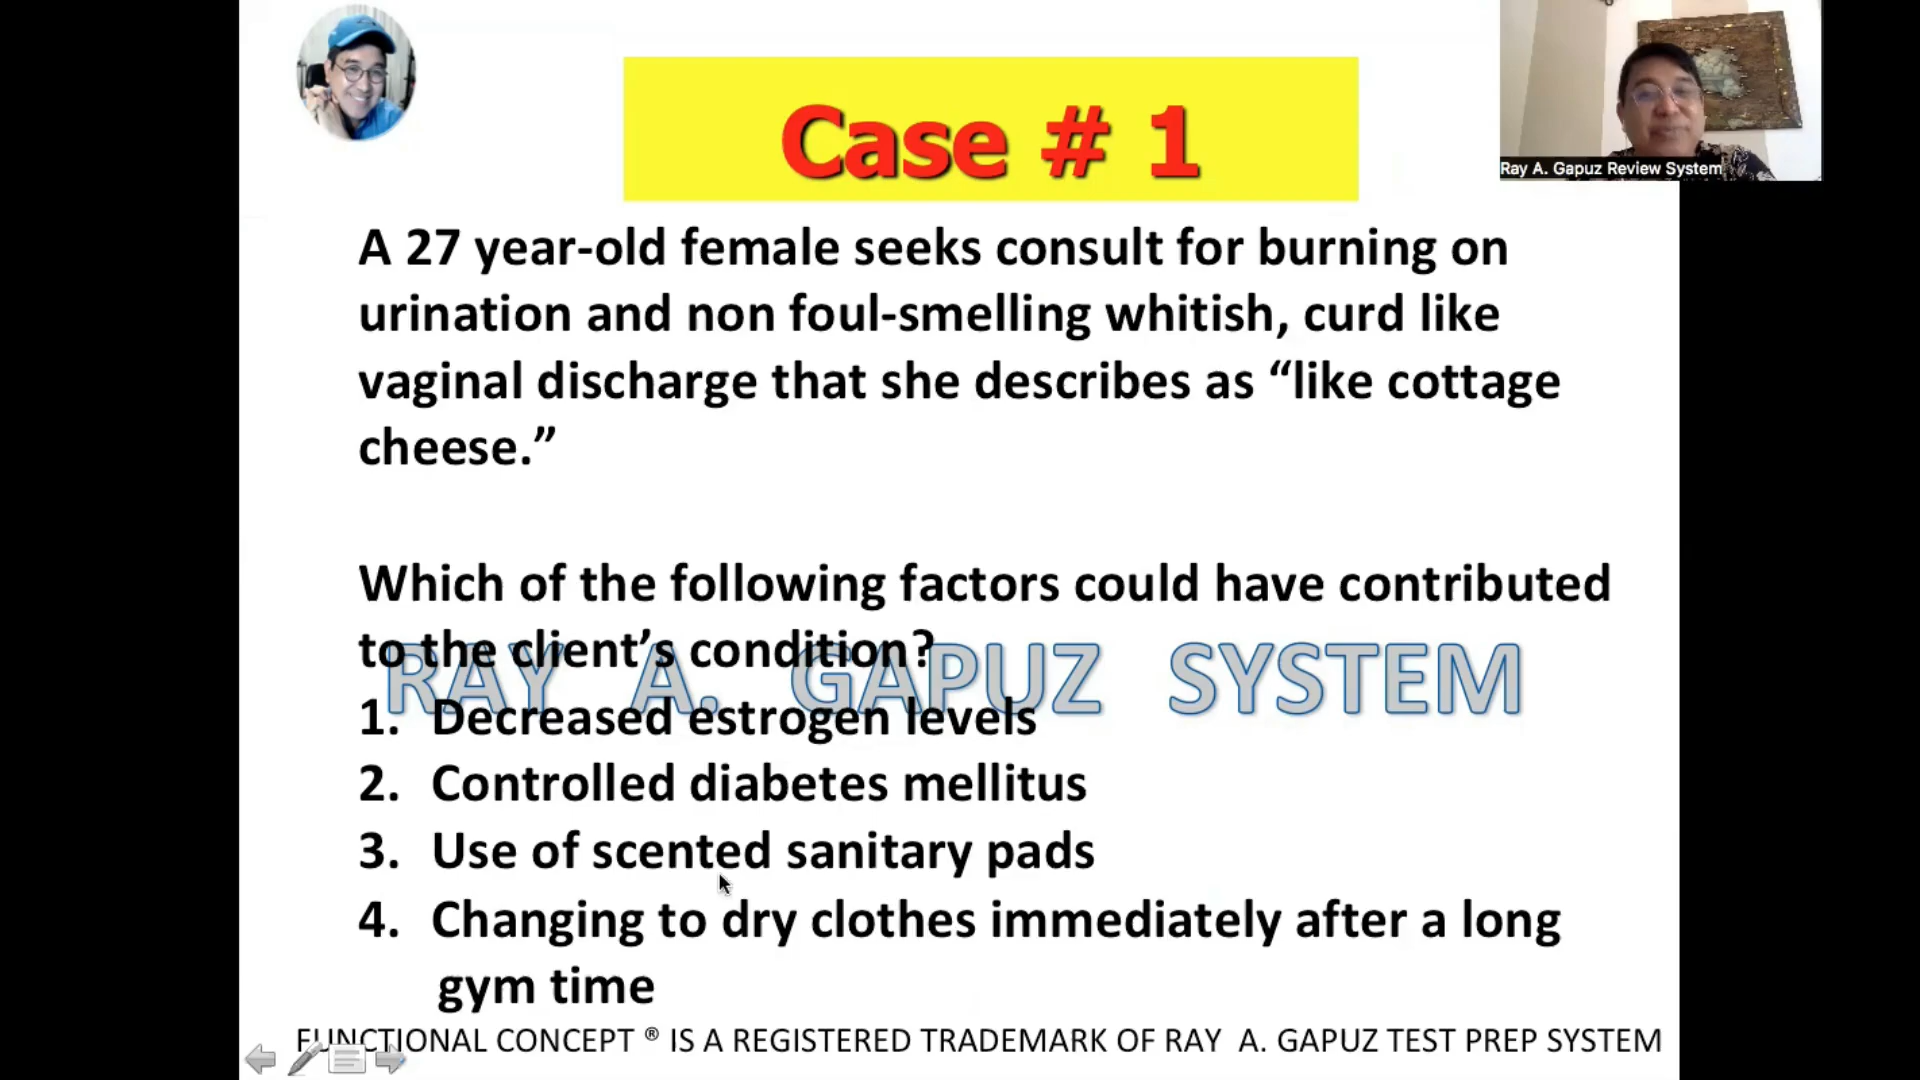 Case # 1
Ray A. Gapuz Review System
A 27 year-old female seeks consult for burning on
urination and non foul-smelling whitish, curd like
vaginal discharge that she describes as “like cottage
cheese.”
Which of the following factors could have contributed
to the client’s condition?
RAY A. GAPUZ SYSTEM
1. Decreased estrogen levels
2. Controlled diabetes mellitus
3. Use of scented sanitary pads
4. Changing to dry clothes immediately after a long
gym time
FUNCTIONAL CONCEPT ® IS A REGISTERED TRADEMARK OF RAY A. GAPUZ TEST PREP SYSTEM